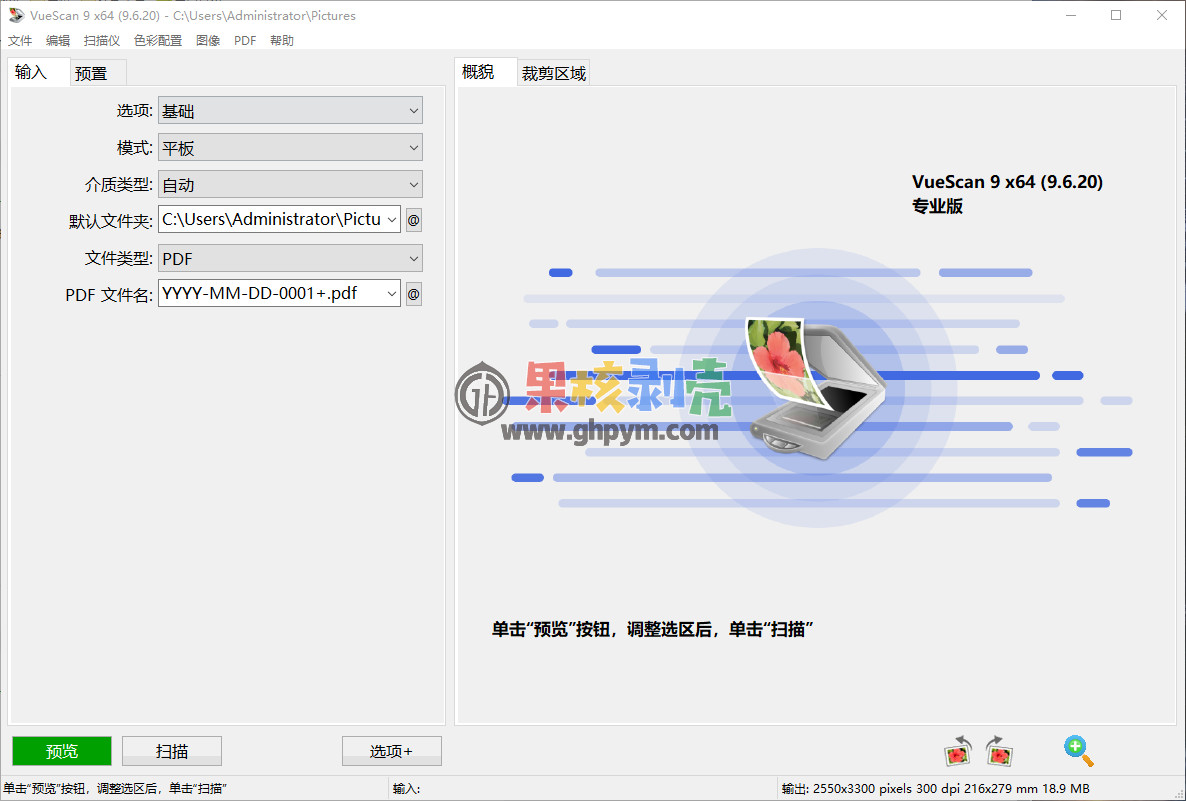 VueScan 9 x64 (9.6.20) - C:\Users\Administrator\Pictures
文件 编辑 扫描仪 色彩配置 图像 PDF 帮助
输入 预置
选项: 基础
模式: 平板
介质类型: 自动
默认文件夹: C:\Users\Administrator\Pictu @
文件类型: PDF
PDF 文件名: YYYY-MM-DD-0001+.pdf @
概貌 裁剪区域
VueScan 9 x64 (9.6.20)
专业版
果核剥壳
www.ghpym.com
单击“预览”按钮，调整选区后，单击“扫描”
预览 扫描 选项+
单击“预览”按钮，调整选区后，单击“扫描” 输入: 输出: 2550x3300 pixels 300 dpi 216x279 mm 18.9 MB